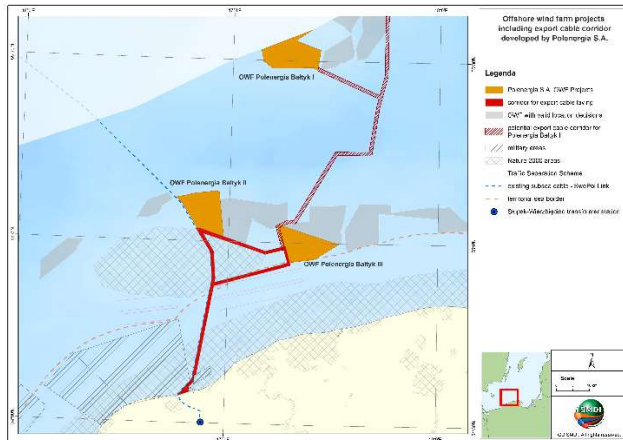 Offshore wind farm projects
including export cable corridor
developed by Polenergia S.A.
OWF Polenergia Bałtyk I
OWF Polenergia Bałtyk II
OWF Polenergia Bałtyk III
Legenda
Polenergia S.A. OWF Projects
corridor for export cable laying
OWF with valid location decisions
potential export cable corridor for
Polenergia Bałtyk I
military areas
Nature 2000 areas
Traffic Separation Scheme
existing subsea cable - SwePol Link
territorial sea border
Słupsk-Wierzbięcino transformer station
Scale
SMDI